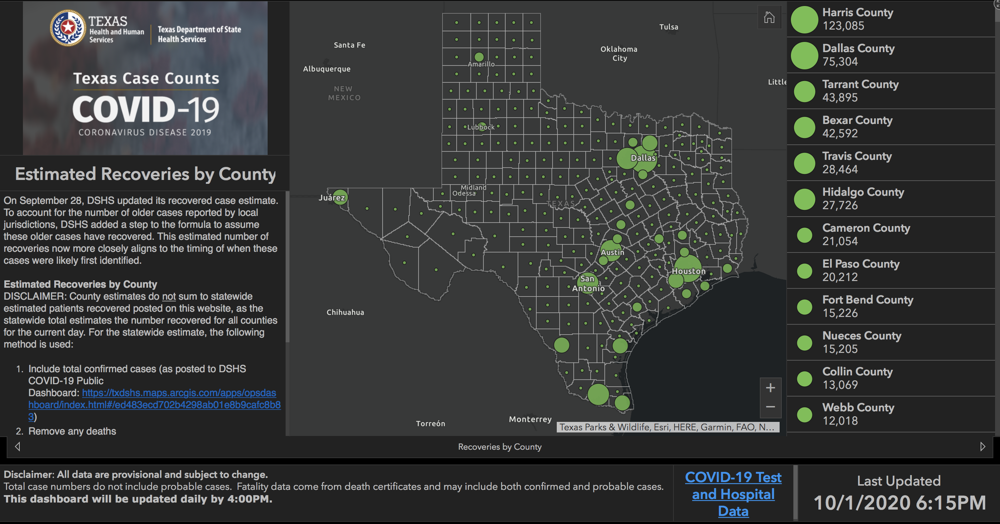 TEXAS
Health and Human
Services
Texas Department of State
Health Services
Texas Case Counts
COVID-19
CORONAVIRUS DISEASE 2019
Estimated Recoveries by County
On September 28, DSHS updated its recovered case estimate.
To account for the number of older cases reported by local
jurisdictions, DSHS added a step to the formula to assume
these older cases have recovered. This estimated number of
recoveries now more closely aligns to the timing of when these
cases were likely first identified.
Estimated Recoveries by County
DISCLAIMER: County estimates do not sum to statewide
estimated patients recovered posted on this website, as the
statewide total estimates the number recovered for all counties
for the current day. For the statewide estimate, the following
method is used:
1. Include total confirmed cases (as posted to DSHS
COVID-19 Public
Dashboard: https://txdshs.maps.arcgis.com/apps/opsdas
hboard/index.html#/ed483ecd702b4298ab01e8b9cafc8b8
3)
2. Remove any deaths
Tulsa
Santa Fe
Oklahoma
City
Amarillo
Albuquerque
Little
NEW
MEXICO
Lubbock
Dallas
Midland
Odessa
Juárez
TEXAS
Austin
Houston
San
Antonio
Chihuahua
Monterrey
Torreón
Texas Parks & Wildlife, Esri, HERE, Garmin, FAO, N...
Harris County
123,085
Dallas County
75,304
Tarrant County
43,895
Bexar County
42,592
Travis County
28,464
Hidalgo County
27,726
Cameron County
21,054
El Paso County
20,212
Fort Bend County
15,226
Nueces County
15,205
Collin County
13,069
Webb County
12,018
Recoveries by County
Disclaimer: All data are provisional and subject to change.
Total case numbers do not include probable cases. Fatality data come from death certificates and may include both confirmed and probable cases.
This dashboard will be updated daily by 4:00PM.
COVID-19 Test
and Hospital
Data
Last Updated
10/1/2020 6:15PM